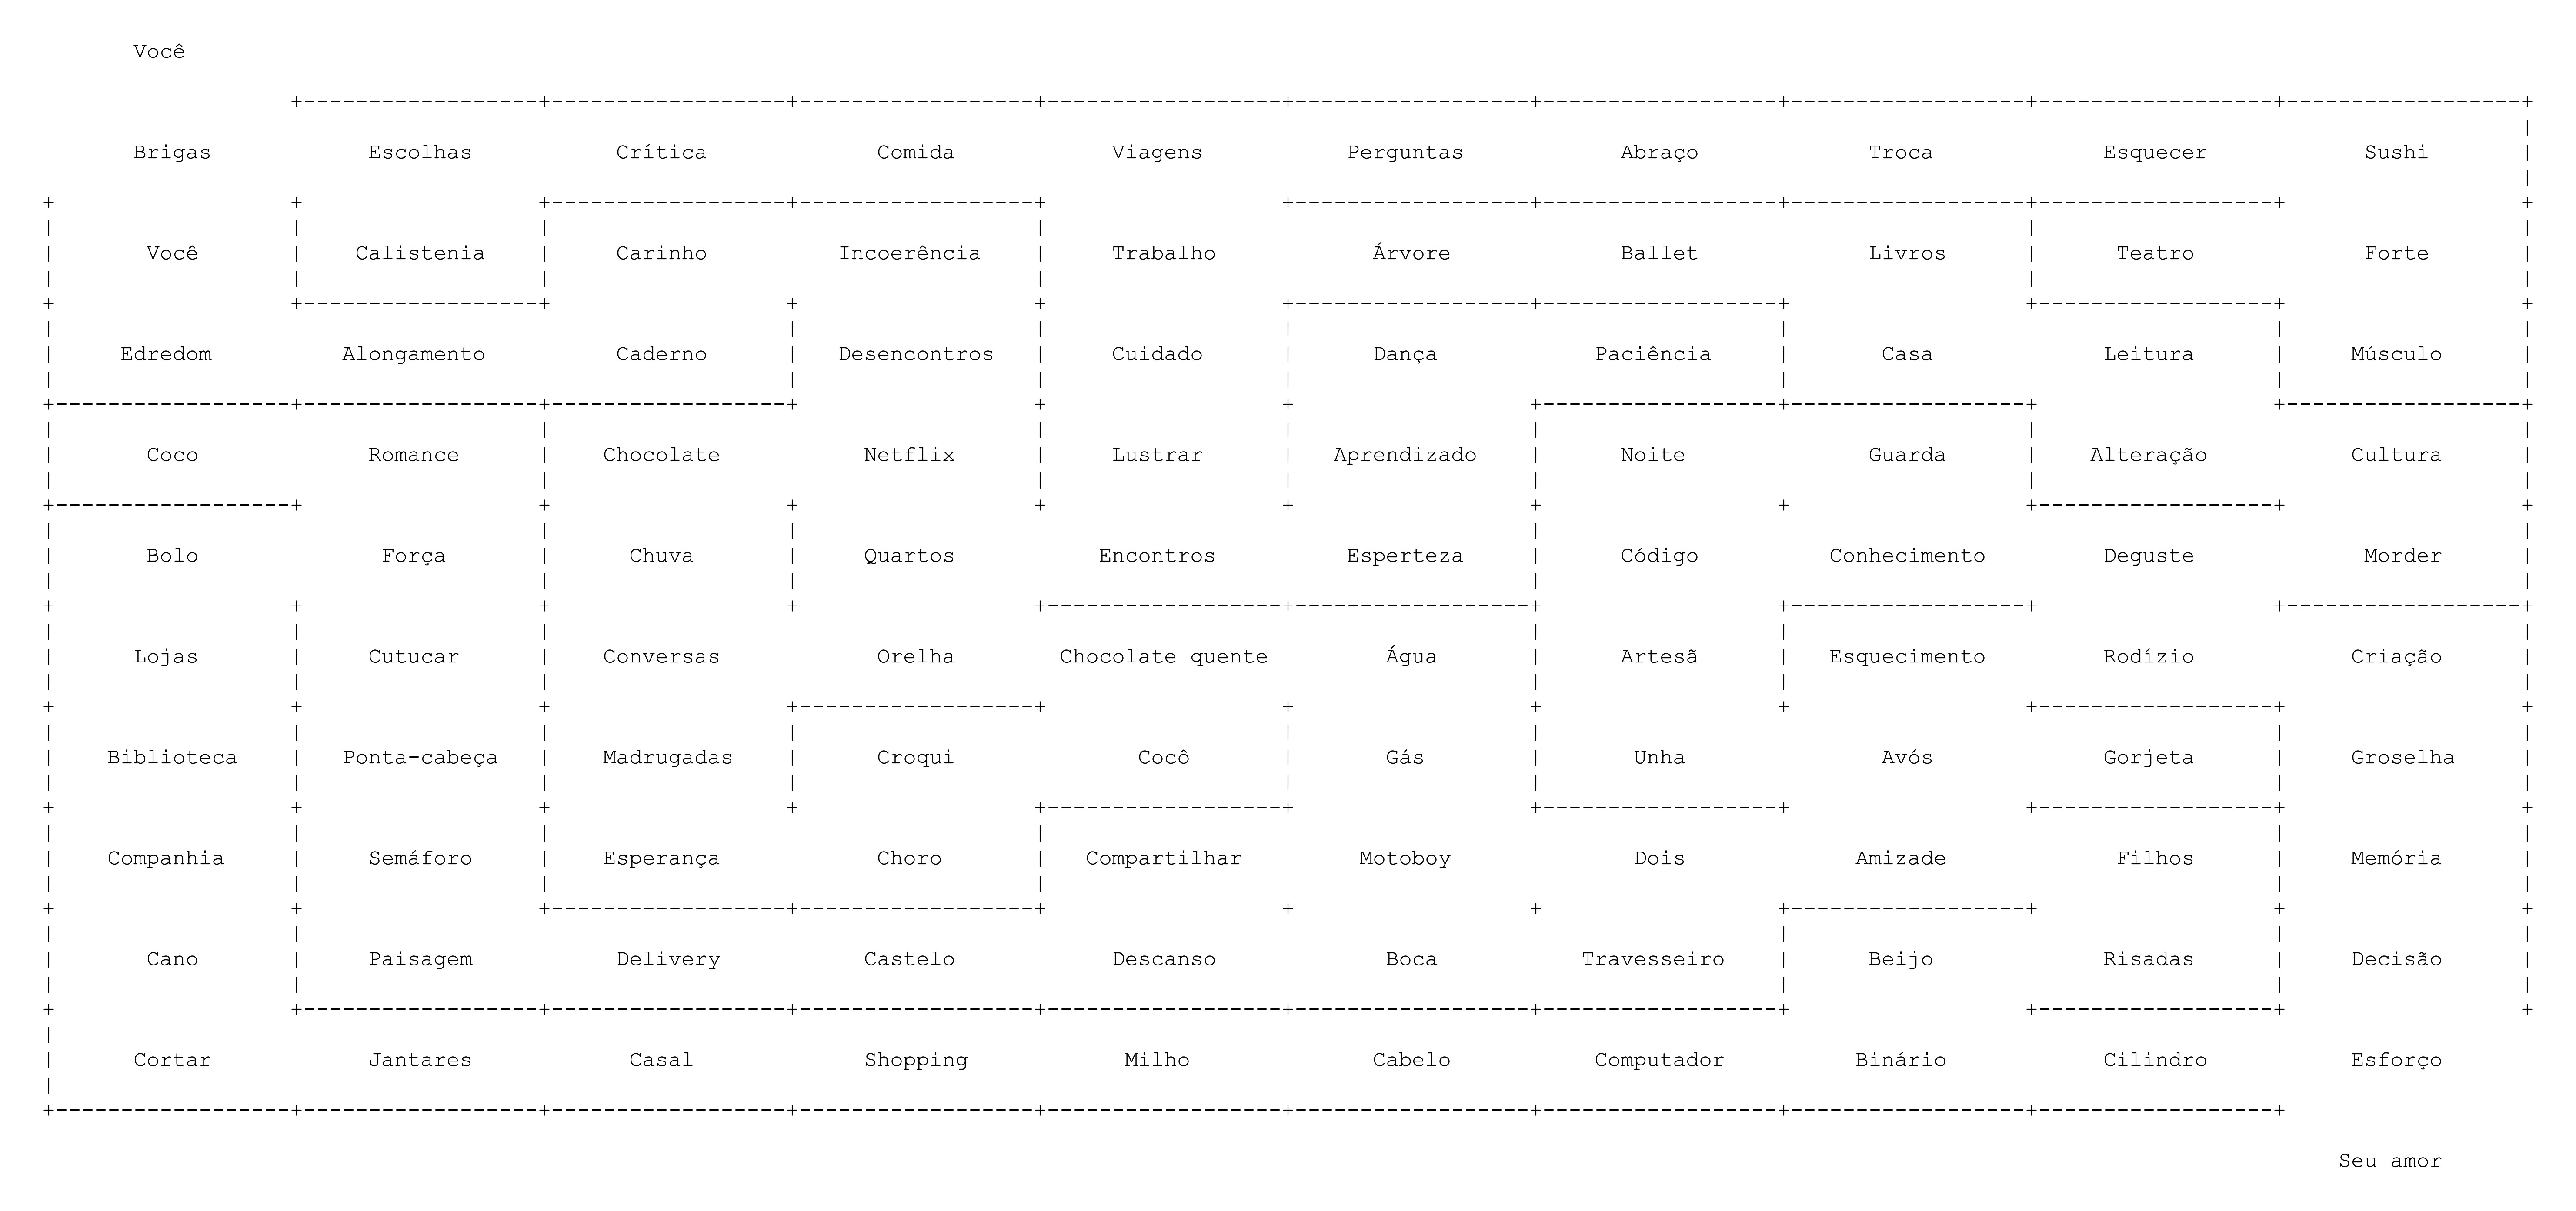 Você
Brigas Escolhas Crítica Comida Viagens Perguntas Abraço Troca Esquecer Sushi
Você Calistenia Carinho Incoerência Trabalho Árvore Ballet Livros Teatro Forte
Edredom Alongamento Caderno Desencontros Cuidado Dança Paciência Casa Leitura Músculo
Coco Romance Chocolate Netflix Lustrar Aprendizado Noite Guarda Alteração Cultura
Bolo Força Chuva Quartos Encontros Esperteza Código Conhecimento Deguste Morder
Lojas Cutucar Conversas Orelha Chocolate quente Água Artesã Esquecimento Rodízio Criação
Biblioteca Ponta-cabeça Madrugadas Croqui Cocô Gás Unha Avós Gorjeta Groselha
Companhia Semáforo Esperança Choro Compartilhar Motoboy Dois Amizade Filhos Memória
Cano Paisagem Delivery Castelo Descanso Boca Travesseiro Beijo Risadas Decisão
Cortar Jantares Casal Shopping Milho Cabelo Computador Binário Cilindro Esforço
Seu amor